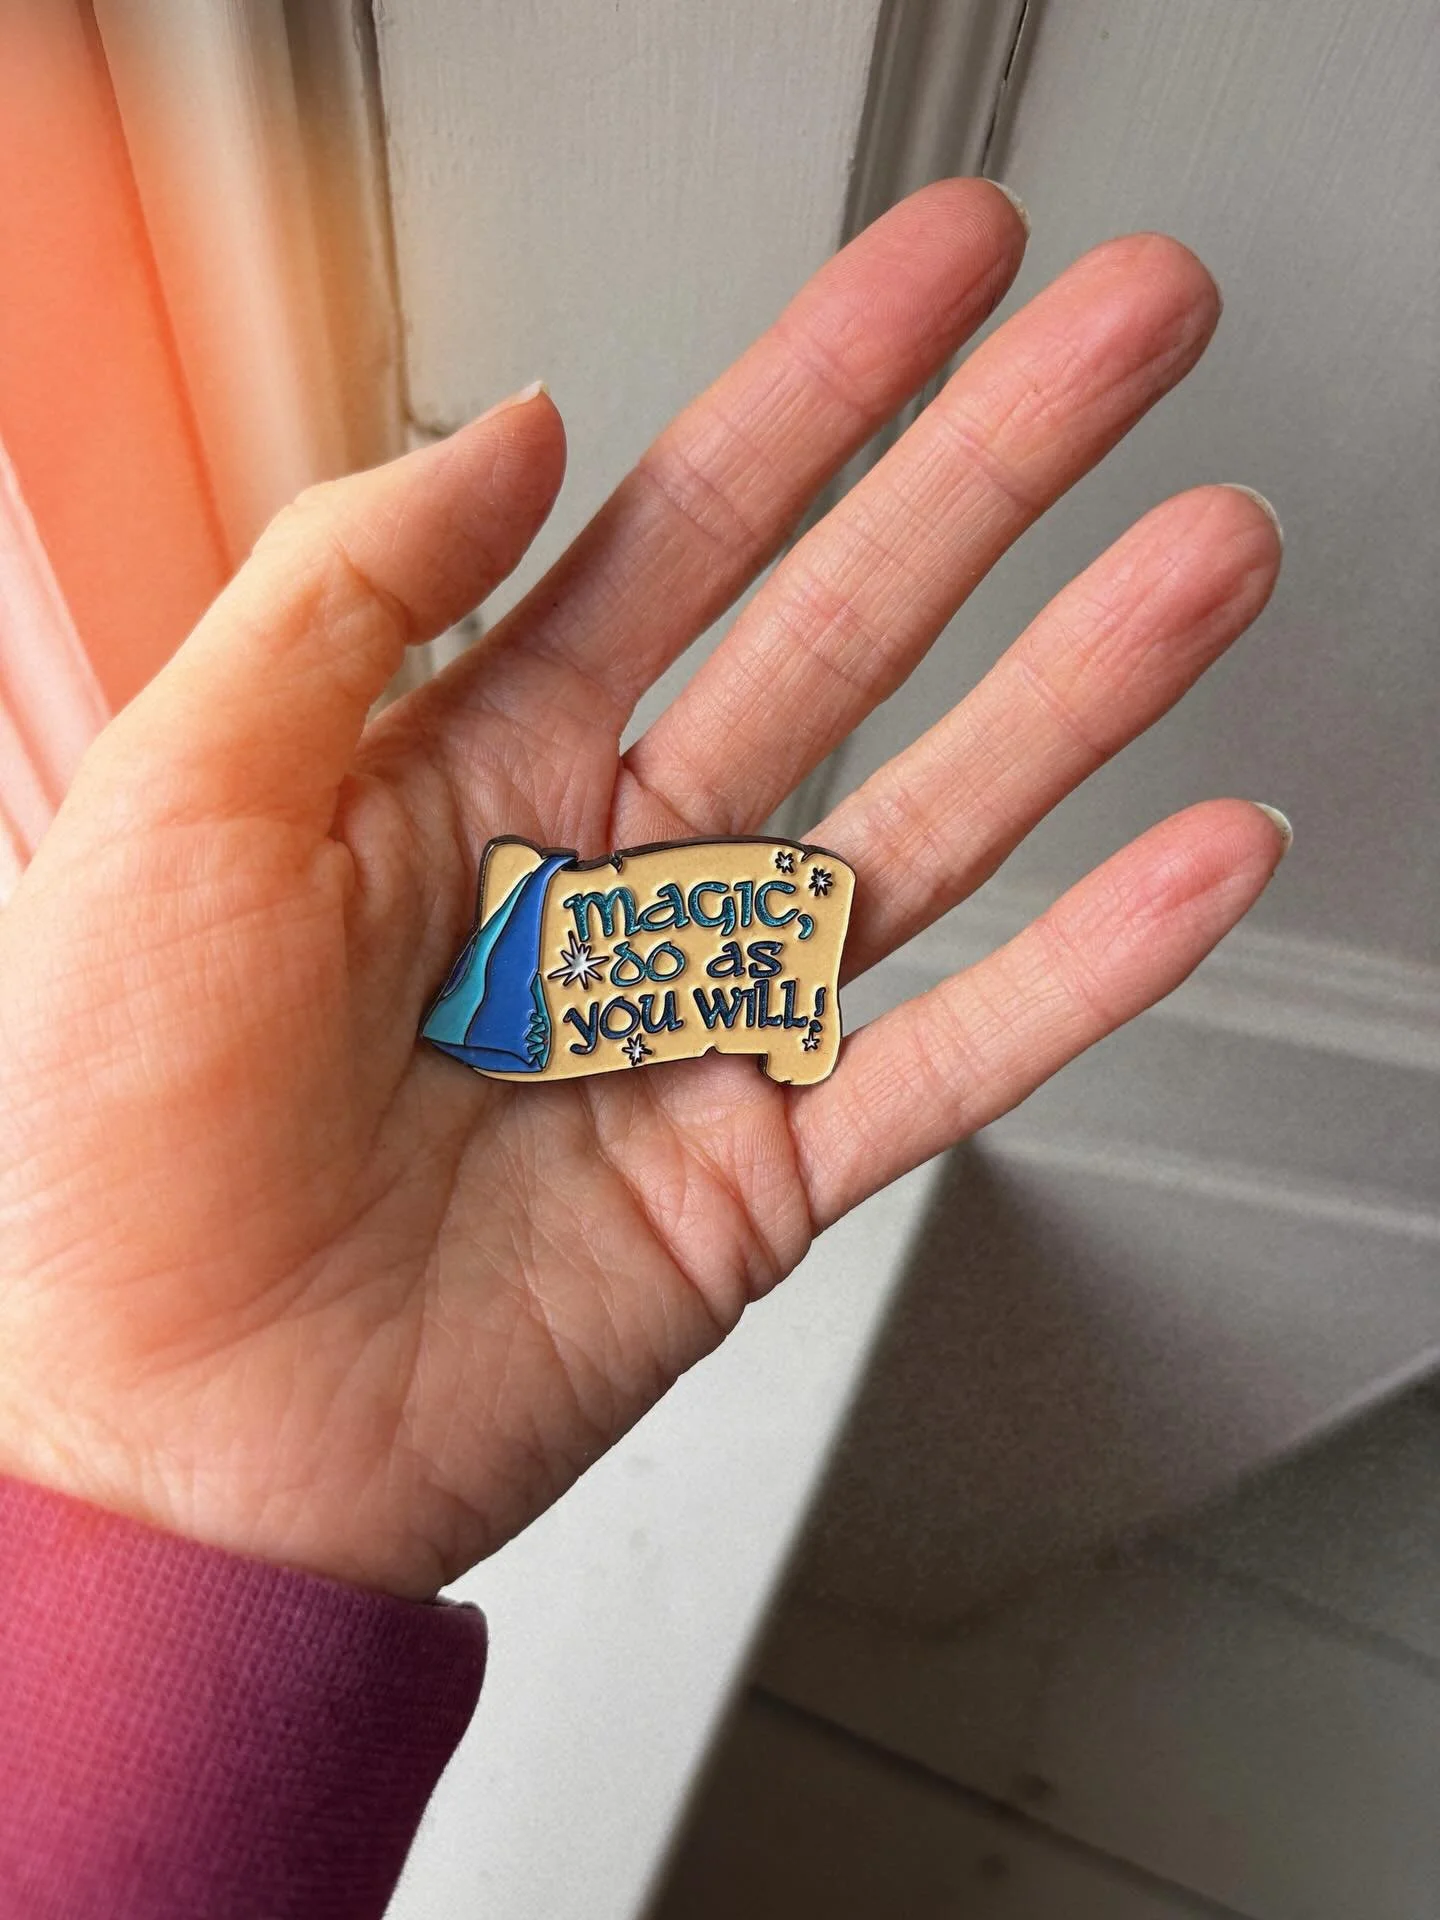 magic,
do as
you will!